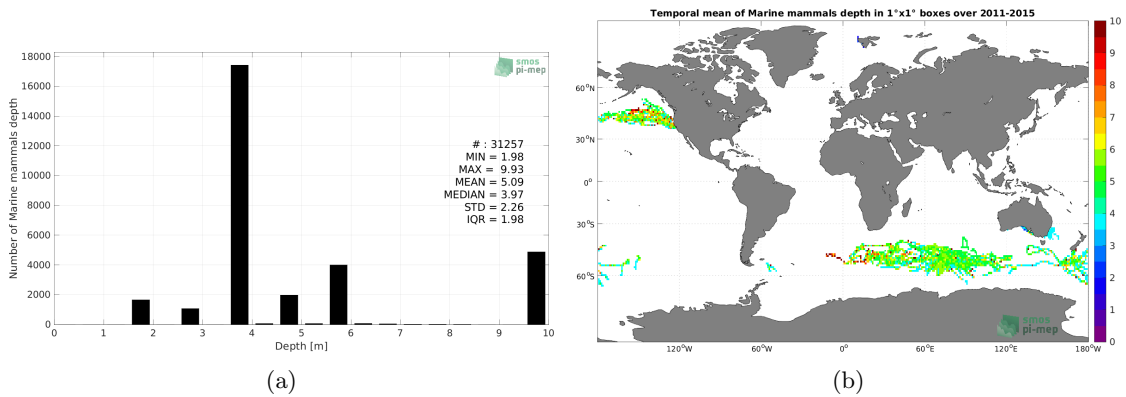 Temporal mean of Marine mammals depth in 1°x1° boxes over 2011-2015
18000
16000
14000
12000
10000
8000
6000
4000
2000
0
Number of Marine mammals depth
smos
pi-mep
# : 31257
MIN = 1.98
MAX = 9.93
MEAN = 5.09
MEDIAN = 3.97
STD = 2.26
IQR = 1.98
0 1 2 3 4 5 6 7 8 9 10
Depth [m]
(a)
60°N
30°N
0°
30°S
60°S
120°W 60°W 0° 60°E 120°E 180°W
smos
pi-mep
10
9
8
7
6
5
4
3
2
1
0
(b)